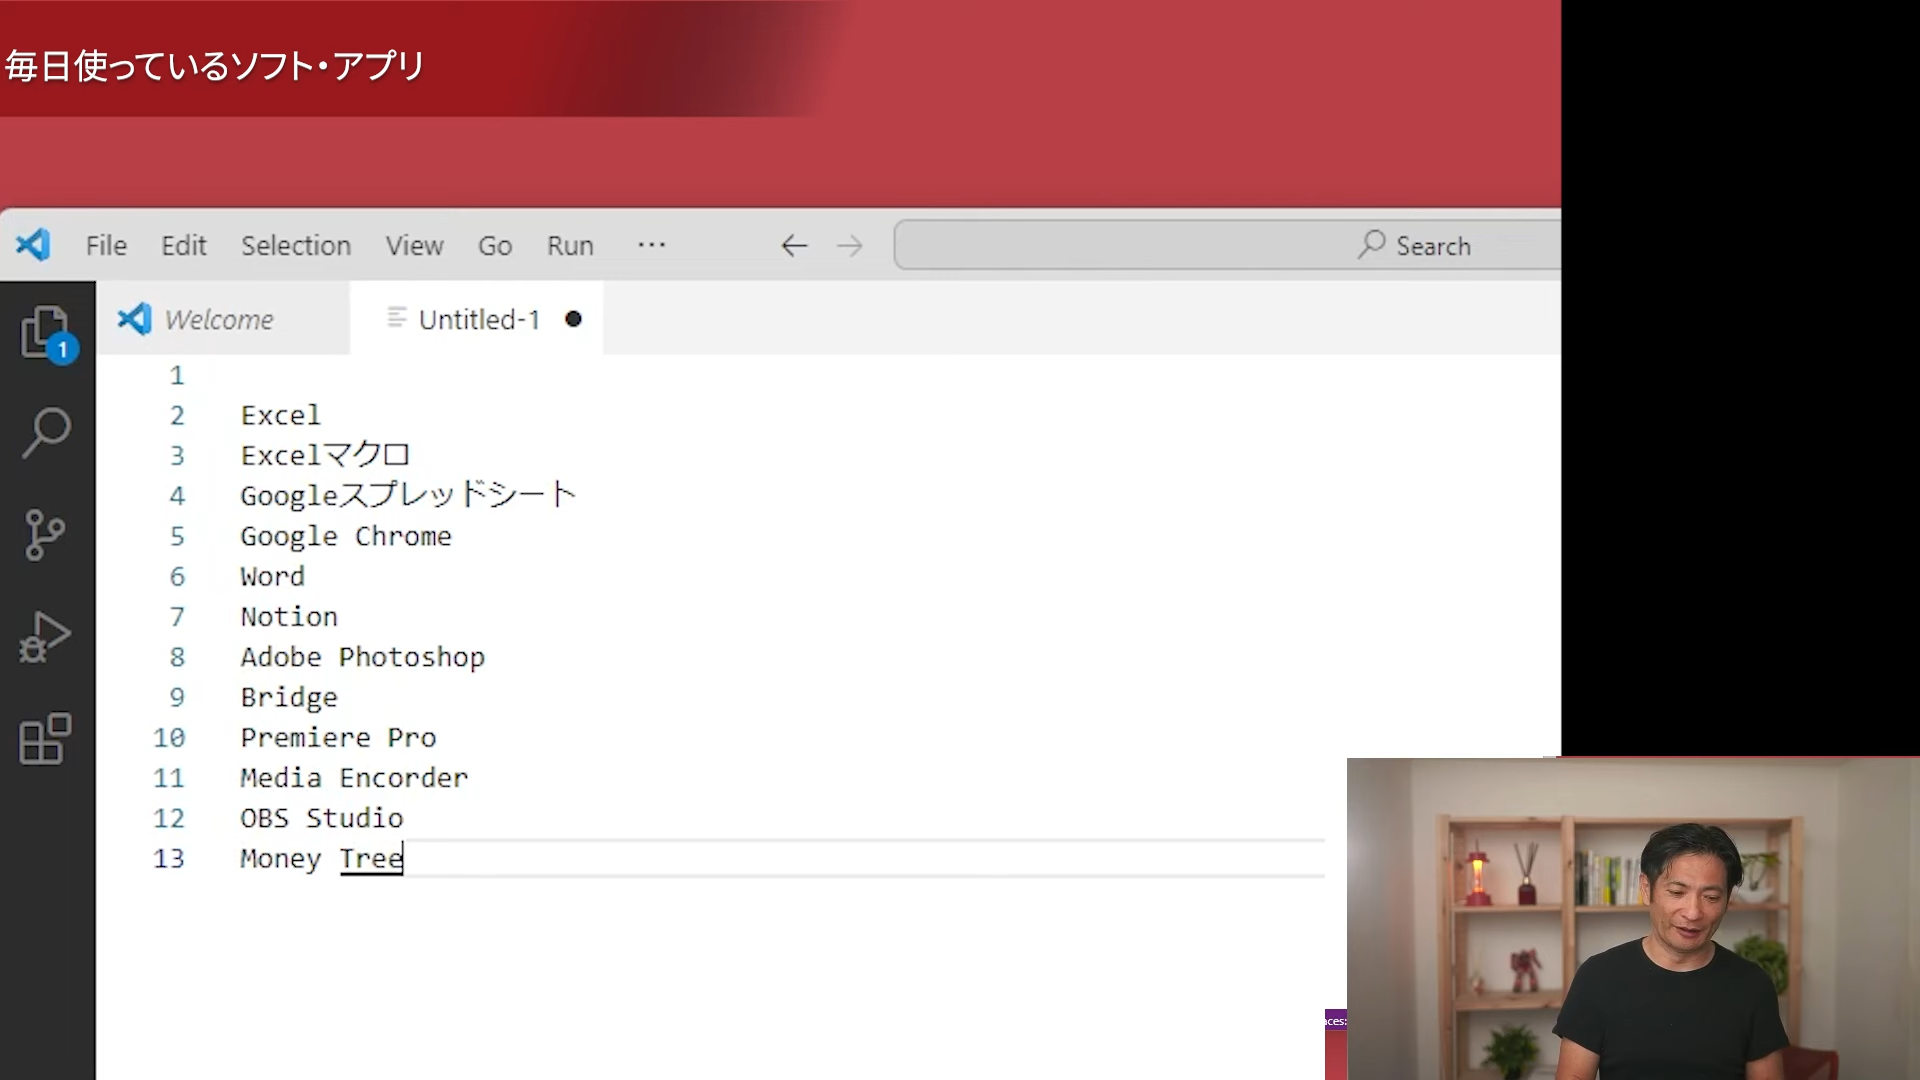 毎日使っているソフト・アプリ
File Edit Selection View Go Run ··· ← → Search
Welcome Untitled-1 ●
1
1
2 Excel
3 Excelマクロ
4 Googleスプレッドシート
5 Google Chrome
6 Word
7 Notion
8 Adobe Photoshop
9 Bridge
10 Premiere Pro
11 Media Encorder
12 OBS Studio
13 Money Tree
aces: